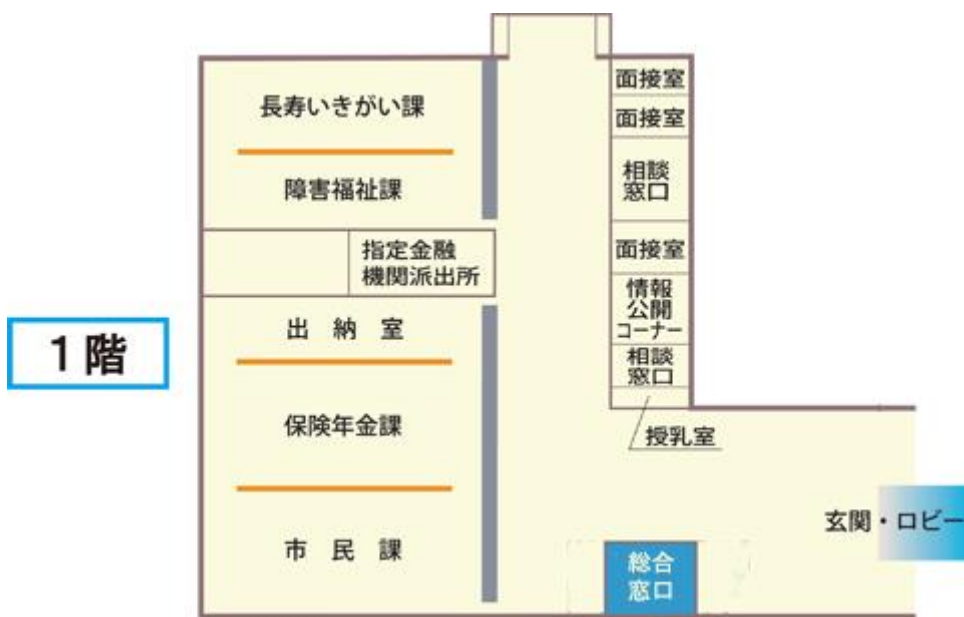 1階
長寿いきがい課
障害福祉課
指定金融
機関派出所
出納室
保険年金課
市民課
面接室
面接室
相談
窓口
面接室
情報
公開
コーナー
相談
窓口
授乳室
玄関・ロビー
総合
窓口